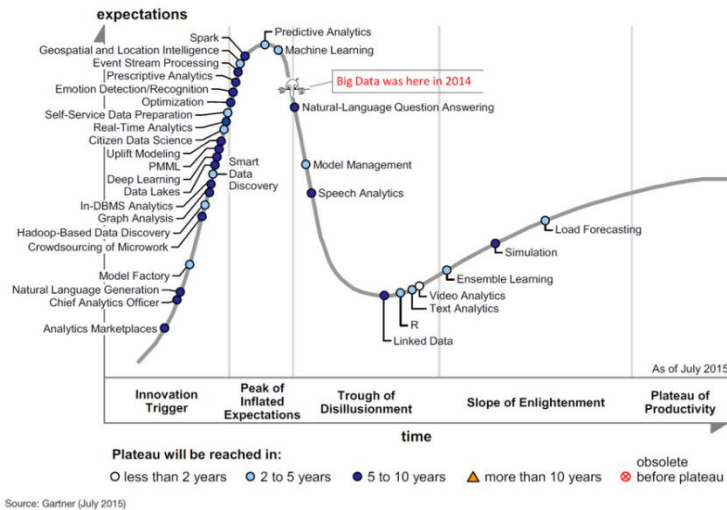 expectations
Predictive Analytics
Spark
Machine Learning
Geospatial and Location Intelligence
Event Stream Processing
Prescriptive Analytics
Big Data was here in 2014
Emotion Detection/Recognition
Optimization
Natural-Language Question Answering
Self-Service Data Preparation
Real-Time Analytics
Citizen Data Science
Uplift Modeling
PMML
Smart
Data
Discovery
Model Management
Deep Learning
Data Lakes
Speech Analytics
In-DBMS Analytics
Graph Analysis
Hadoop-Based Data Discovery
Crowdsourcing of Microwork
Load Forecasting
Simulation
Model Factory
Ensemble Learning
Natural Language Generation
Video Analytics
Chief Analytics Officer
Text Analytics
R
Analytics Marketplaces
Linked Data
As of July 2015
Innovation
Trigger
Peak of
Inflated
Expectations
Trough of
Disillusionment
Slope of Enlightenment
Plateau of
Productivity
time
Plateau will be reached in:
less than 2 years
2 to 5 years
5 to 10 years
more than 10 years
obsolete
before plateau
Source: Gartner (July 2015)